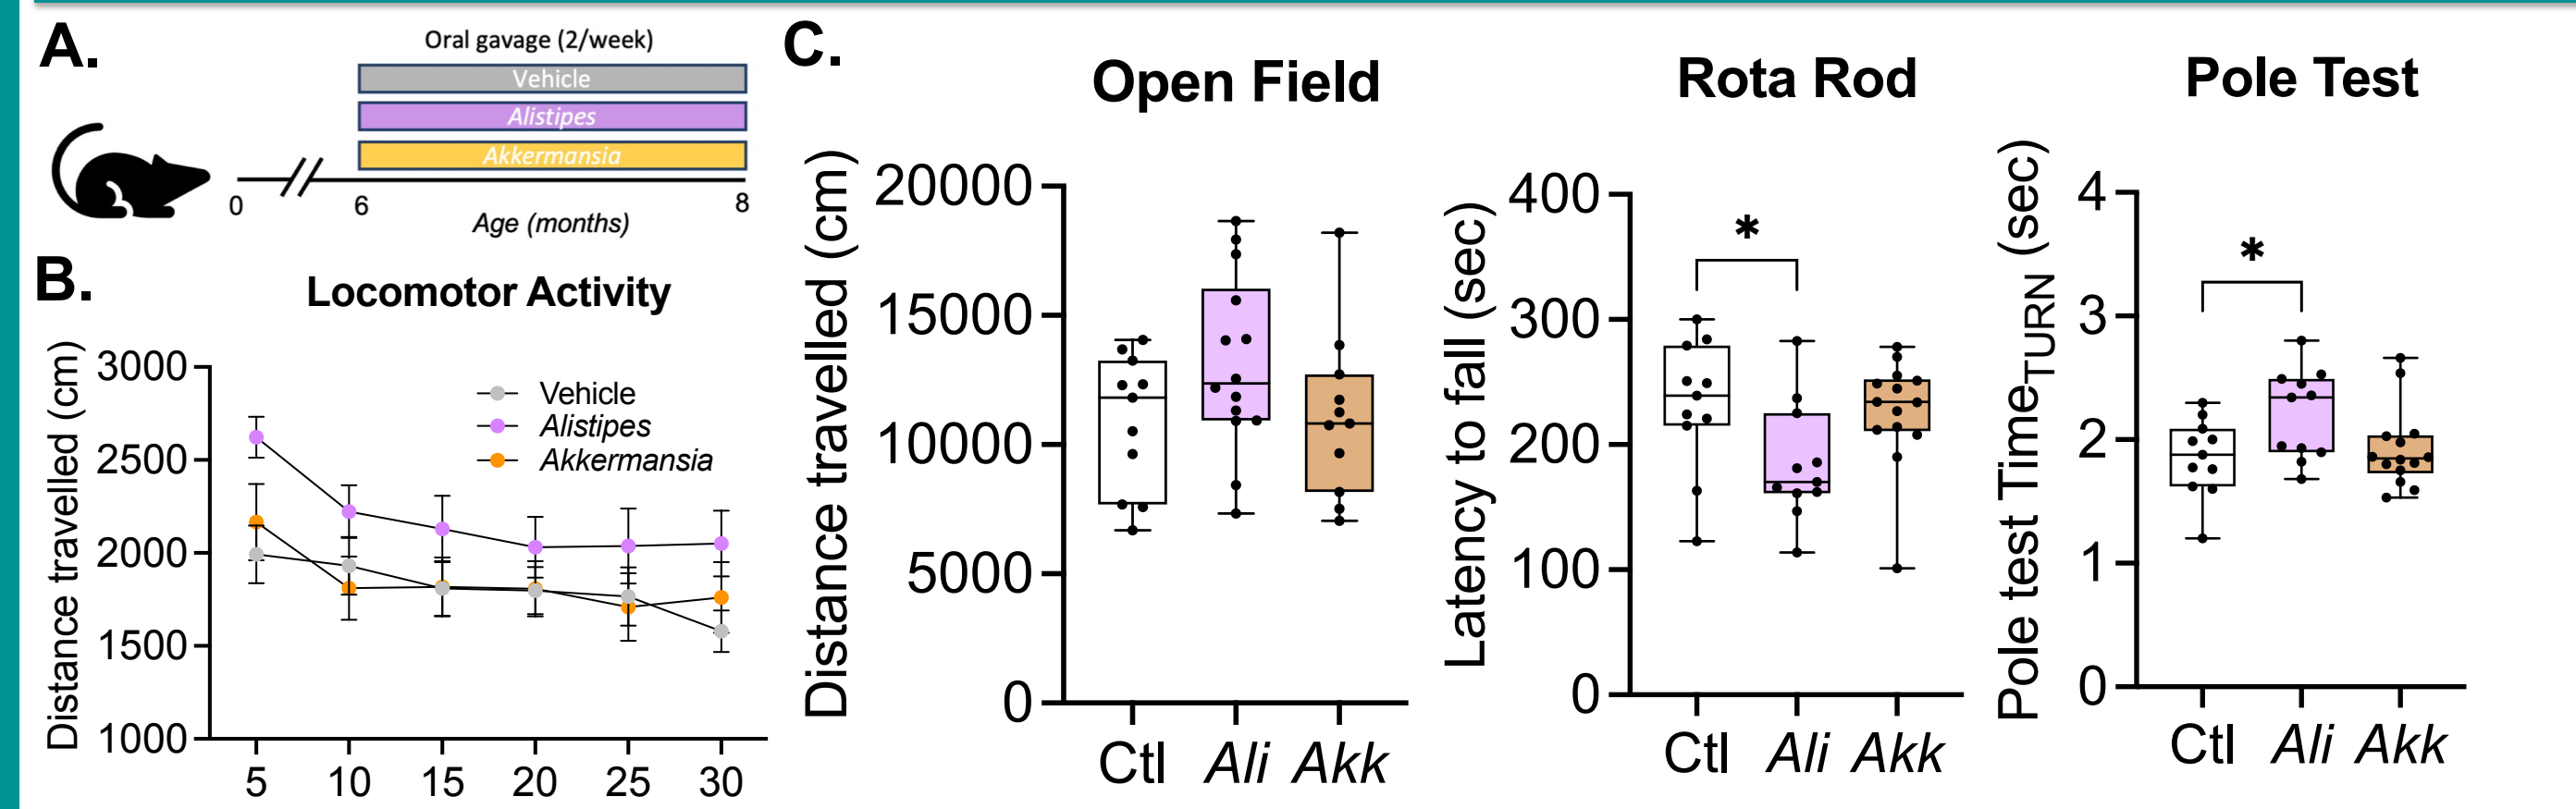 A.
Oral gavage (2/week)
Vehicle
Alistipes
Akkermansia
0
6
8
Age (months)
B.
Locomotor Activity
Distance travelled (cm)
3000
2500
2000
1500
1000
Vehicle
Alistipes
Akkermansia
5 10 15 20 25 30
C.
Open Field
Distance travelled (cm)
20000
15000
10000
5000
0
Ctl Ali Akk
Rota Rod
Latency to fall (sec)
400
300
200
100
0
*
Ctl Ali Akk
Pole Test
Pole test TimeTURN (sec)
4
3
2
1
0
*
Ctl Ali Akk